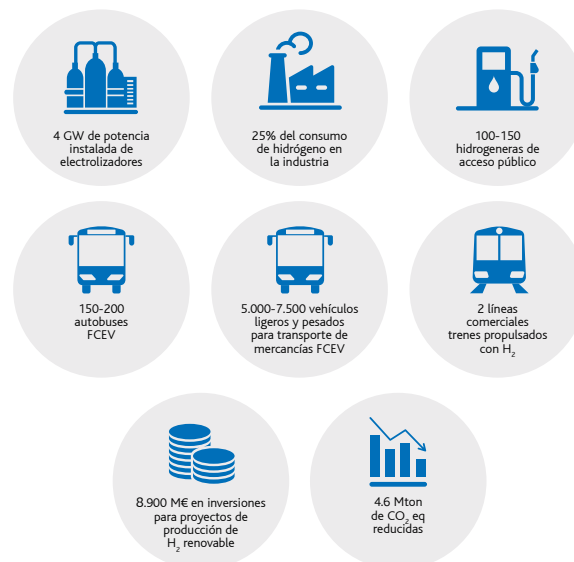 4 GW de potencia
instalada de
electrolizadores
25% del consumo
de hidrógeno en
la industria
100-150
hidrogeneras de
acceso público
150-200
autobuses
FCEV
5.000-7.500 vehículos
ligeros y pesados
para transporte de
mercancías FCEV
2 líneas
comerciales
trenes propulsados
con H₂
8.900 M€ en inversiones
para proyectos de
producción de
H₂ renovable
4.6 Mton
de CO₂ eq
reducidas